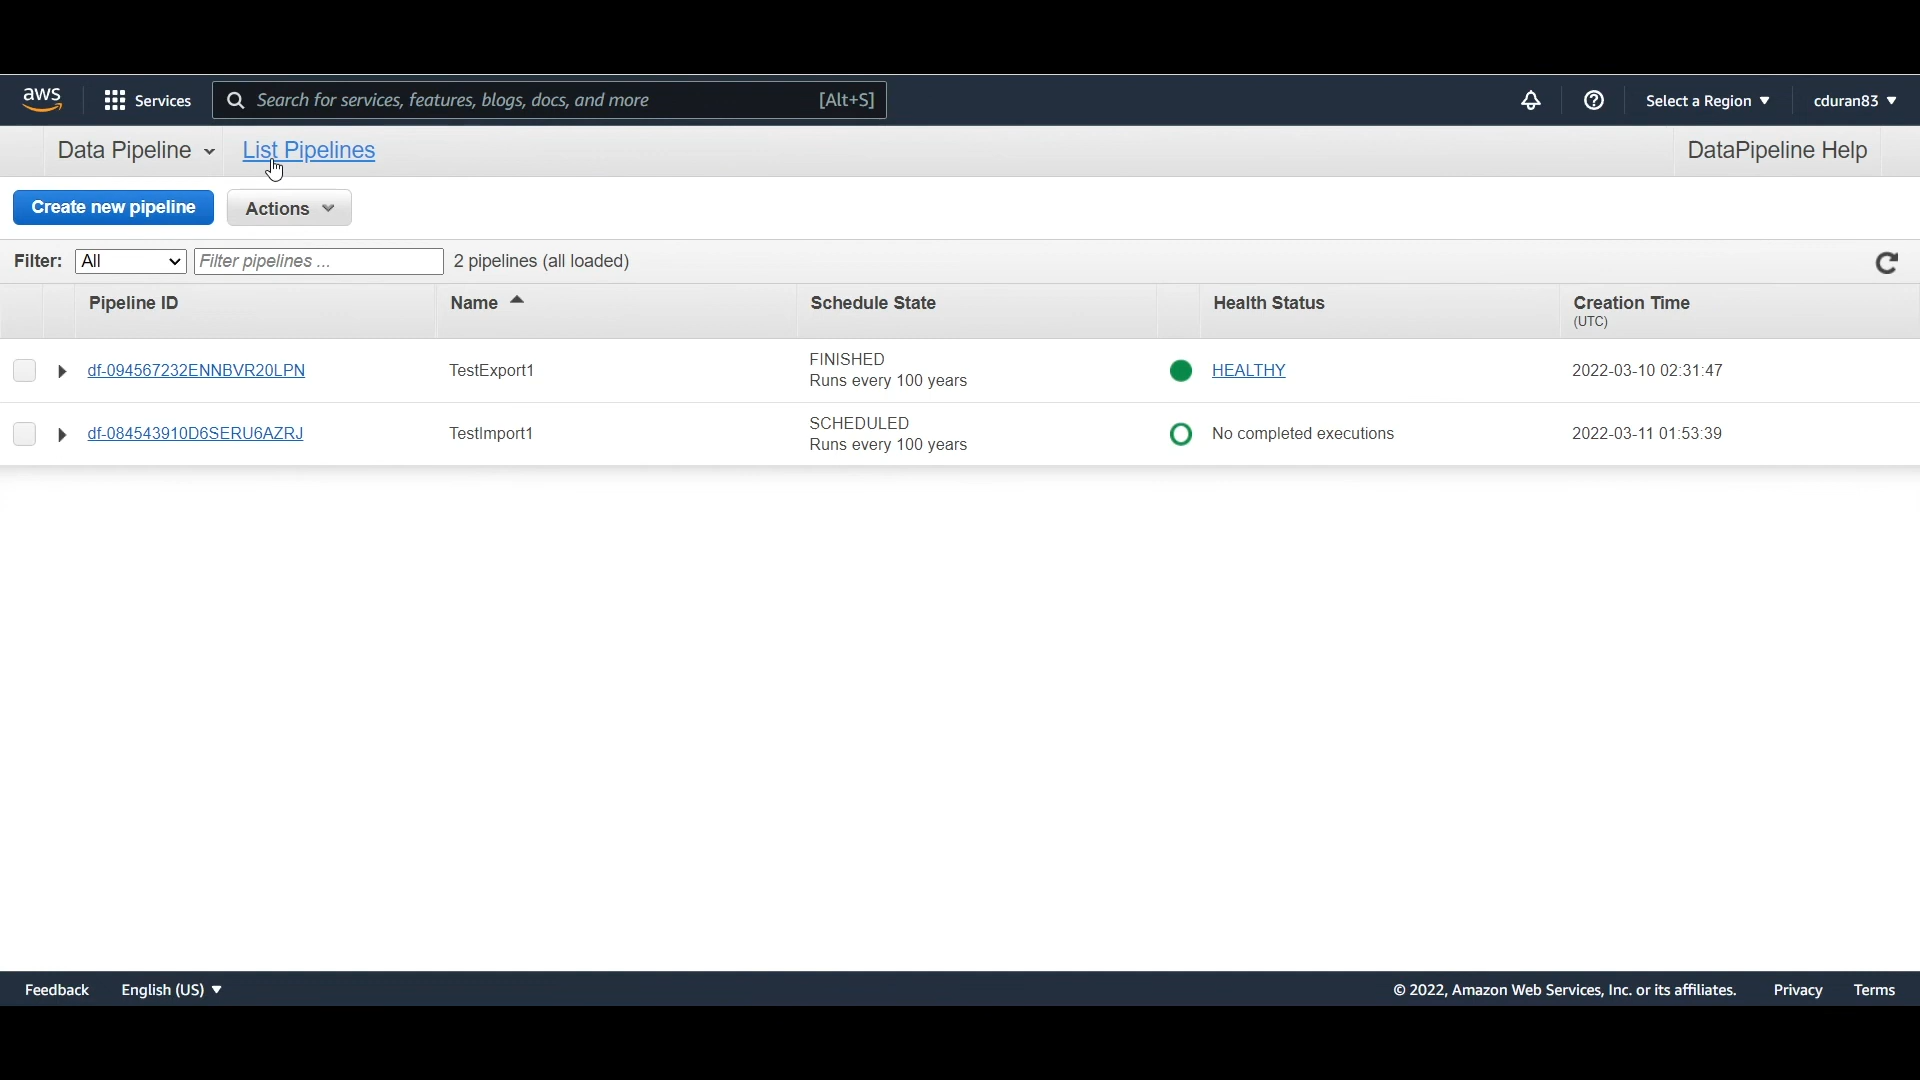 aws Services Search for services, features, blogs, docs, and more [Alt+S] Select a Region cduran83
Data Pipeline List Pipelines DataPipeline Help
Create new pipeline Actions
Filter: All Filter pipelines ... 2 pipelines (all loaded)
Pipeline ID Name Schedule State Health Status Creation Time
(UTC)
df-094567232ENNBVR20LPN TestExport1 FINISHED HEALTHY 2022-03-10 02:31:47
Runs every 100 years
df-084543910D6SERU6AZRJ TestImport1 SCHEDULED No completed executions 2022-03-11 01:53:39
Runs every 100 years
Feedback English (US) © 2022, Amazon Web Services, Inc. or its affiliates. Privacy Terms